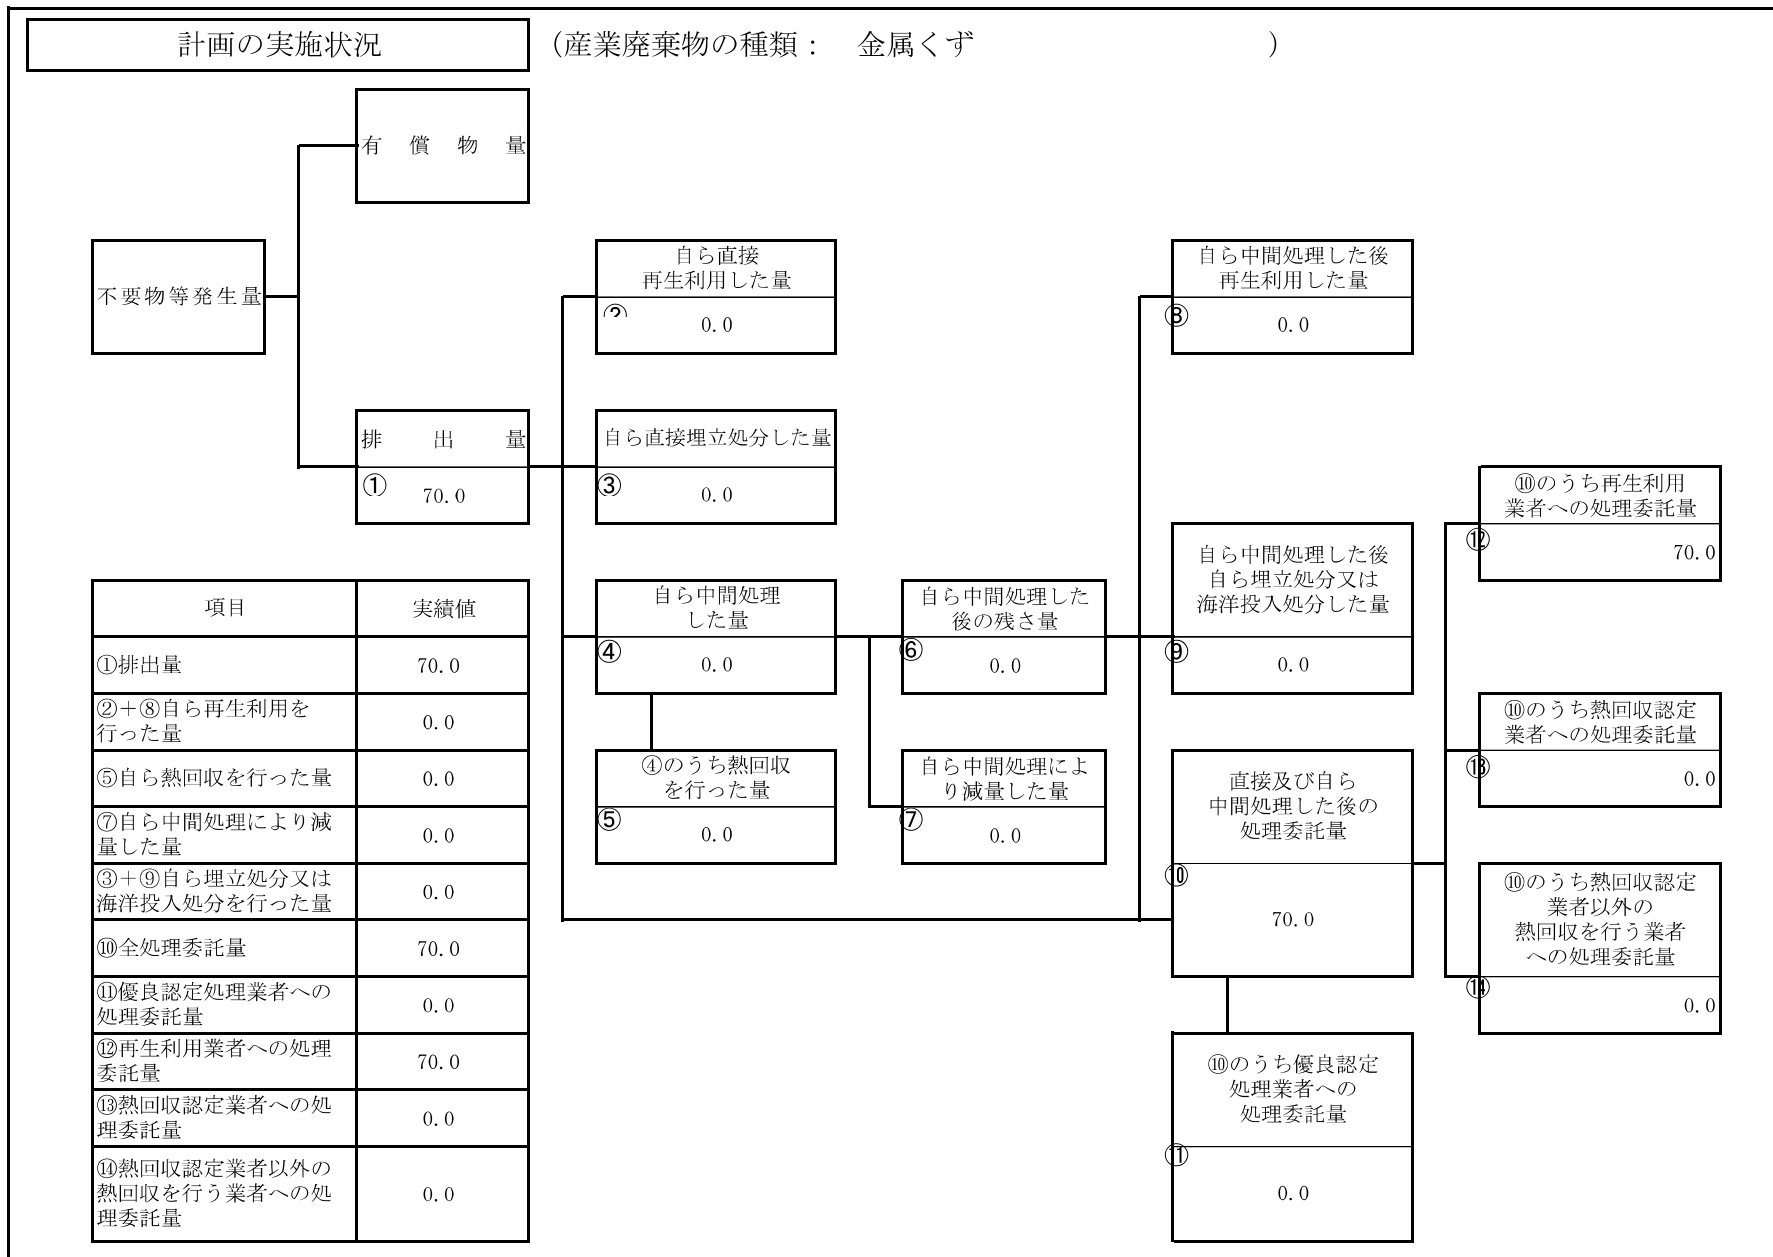 計画の実施状況
（産業廃棄物の種類：　金属くず　　　　　　　　　　）
有償物量
不要物等発生量
排出量
①
70.0
自ら直接
再生利用した量
②
0.0
自ら直接埋立処分した量
③
0.0
自ら中間処理
した量
④
0.0
④のうち熱回収
を行った量
⑤
0.0
自ら中間処理した
後の残さ量
⑥
0.0
自ら中間処理によ
り減量した量
⑦
0.0
自ら中間処理した後
再生利用した量
⑧
0.0
自ら中間処理した後
自ら埋立処分又は
海洋投入処分した量
⑨
0.0
直接及び自ら
中間処理した後の
処理委託量
⑩
70.0
⑩のうち優良認定
処理業者への
処理委託量
⑪
0.0
⑩のうち再生利用
業者への処理委託量
⑫
70.0
⑩のうち熱回収認定
業者への処理委託量
⑬
0.0
⑩のうち熱回収認定
業者以外の
熱回収を行う業者
への処理委託量
⑭
0.0
項目 実績値
①排出量 70.0
②＋⑧自ら再生利用を
行った量 0.0
⑤自ら熱回収を行った量 0.0
⑦自ら中間処理により減
量した量 0.0
③＋⑨自ら埋立処分又は
海洋投入処分を行った量 0.0
⑩全処理委託量 70.0
⑪優良認定処理業者への
処理委託量 0.0
⑫再生利用業者への処理
委託量 70.0
⑬熱回収認定業者への処
理委託量 0.0
⑭熱回収認定業者以外の
熱回収を行う業者への処
理委託量 0.0